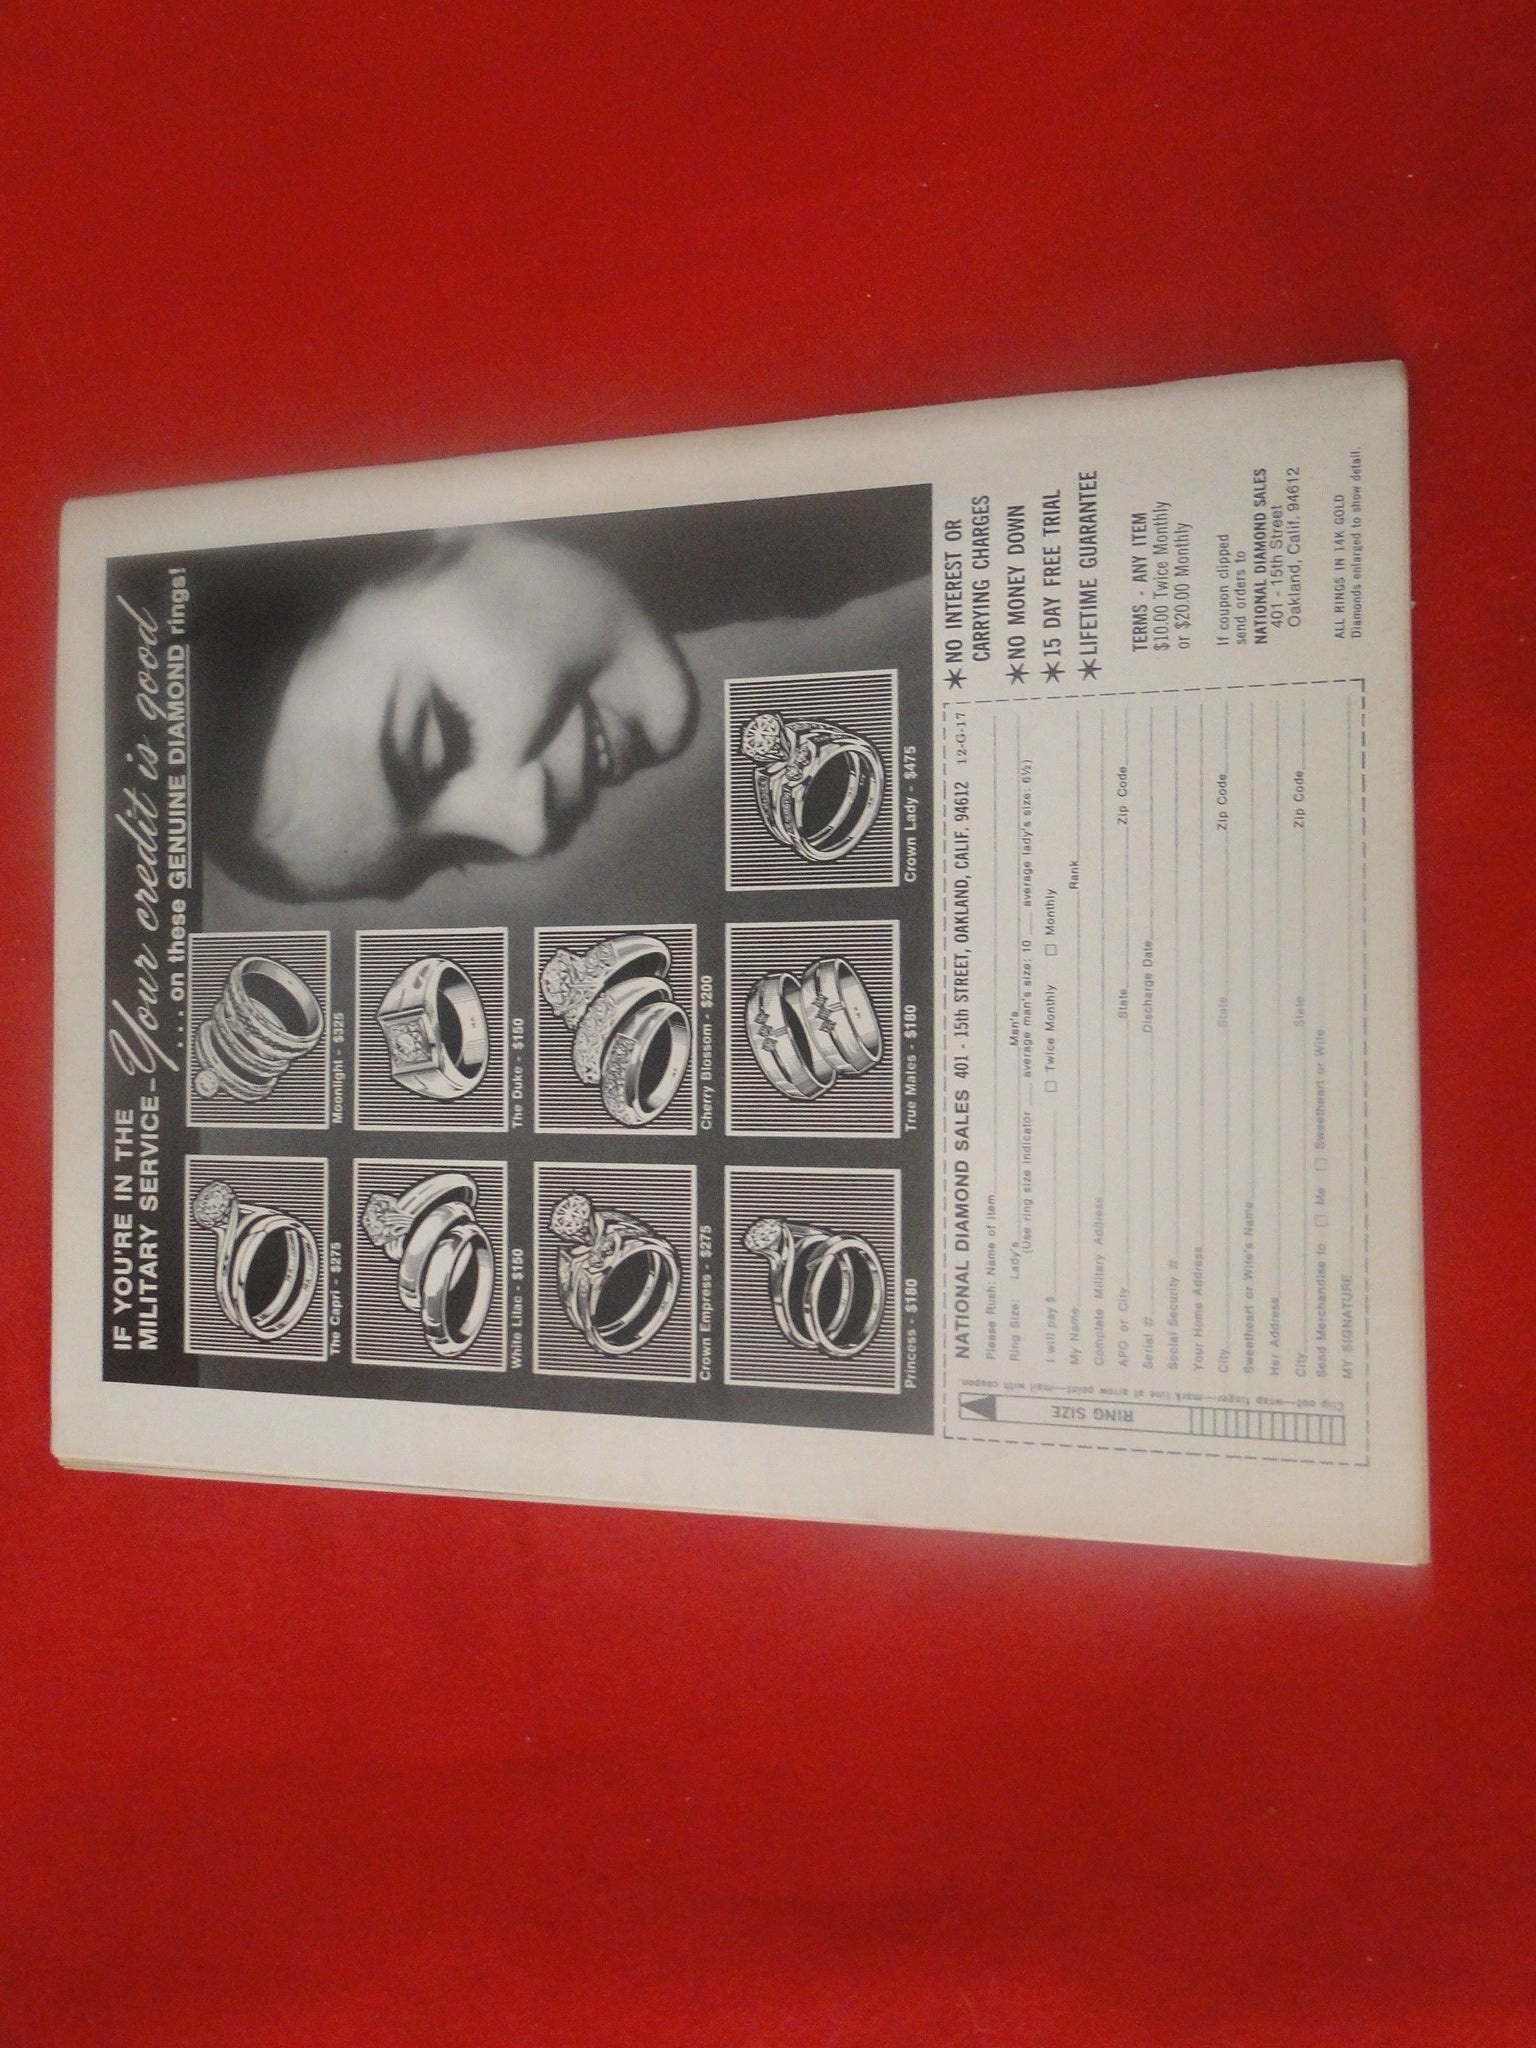 IF YOU'RE IN THE
MILITARY SERVICE-Your credit is good
. . . . on these GENUINE DIAMOND rings!
The Capri - $275
Moonlight - $325
White Lilac - $150
The Duke - $150
Crown Empress - $275
Cherry Blossom - $200
Princess - $180
True Mates - $180
Crown Lady - $475
NATIONAL DIAMOND SALES 401 - 15th STREET, OAKLAND, CALIF. 94612 12-G-17
Please Rush: Name of item
Ring Size: Lady's Man's
(Use ring size indicator ___ average man's size: 10 ___ average lady's size: 6½)
I will pay $ □ Twice Monthly □ Monthly
My Name Rank
Complete Military Address
APO or City State Zip Code
Serial # Discharge Date
Social Security #
Your Home Address
City State Zip Code
Sweetheart or Wife's Name
Her Address
City State Zip Code
Send Merchandise to □ Me □ Sweetheart or Wife
MY SIGNATURE
RING SIZE
Clip out—wrap finger—mark line at arrow point—mail with coupon
* NO INTEREST OR
CARRYING CHARGES
* NO MONEY DOWN
* 15 DAY FREE TRIAL
* LIFETIME GUARANTEE
TERMS - ANY ITEM
$10.00 Twice Monthly
or $20.00 Monthly
If coupon clipped
send orders to
NATIONAL DIAMOND SALES
401 - 15th Street
Oakland, Calif. 94612
ALL RINGS IN 14K GOLD
Diamonds enlarged to show detail.